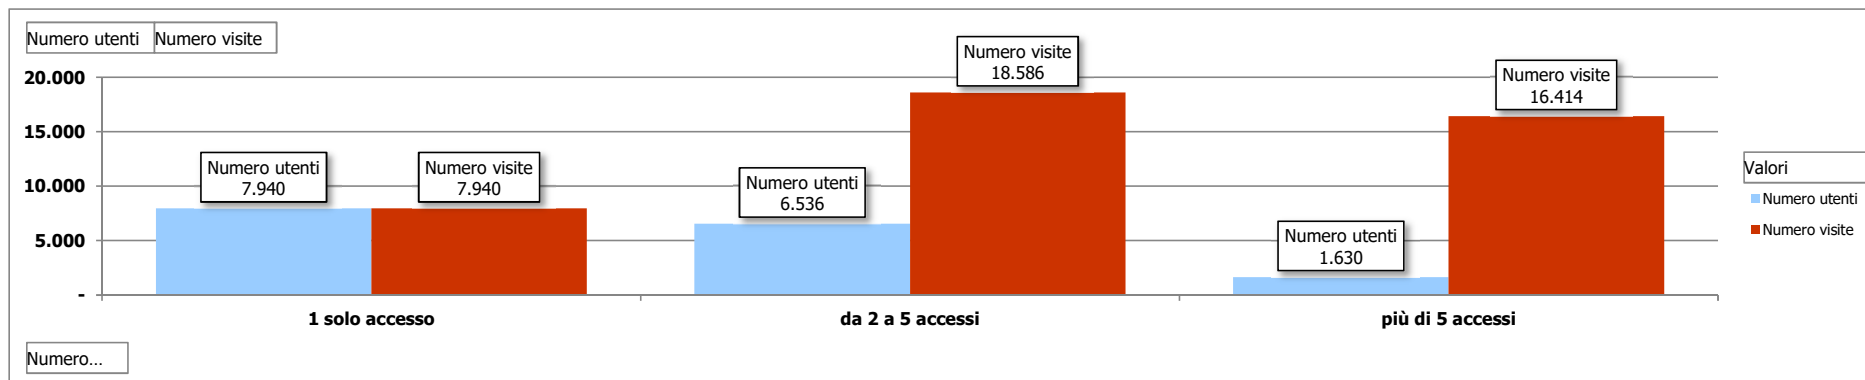 Numero utenti Numero visite
20.000
15.000
10.000
5.000
-
Numero utenti
7.940
Numero visite
7.940
Numero utenti
6.536
Numero visite
18.586
Numero utenti
1.630
Numero visite
16.414
1 solo accesso
da 2 a 5 accessi
più di 5 accessi
Valori
Numero utenti
Numero visite
Numero...